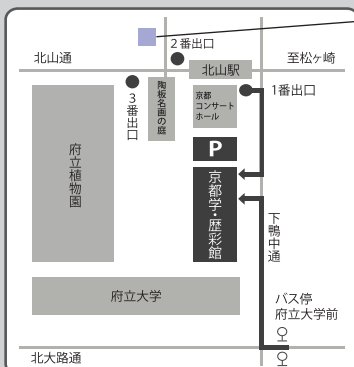 2番出口
北山通
北山駅
至松ヶ崎
1番出口
3番出口
陶板名画の庭
京都
コンサート
ホール
府立植物園
P
京都学・歴彩館
下鴨中通
府立大学
バス停
府立大学前
北大路通